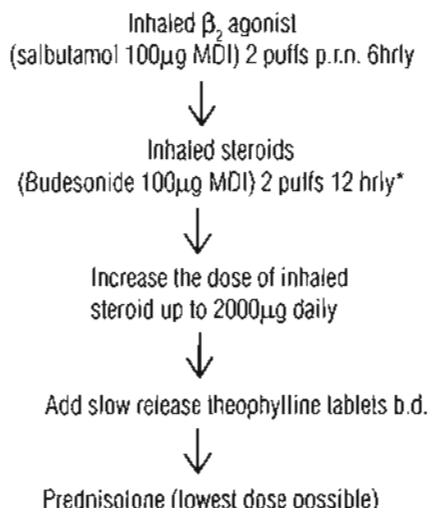 Inhaled β₂ agonist
(salbutamol 100µg MDI) 2 puffs p.r.n. 6hrly
Inhaled steroids
(Budesonide 100µg MDI) 2 puffs 12 hrly*
Increase the dose of inhaled
steroid up to 2000µg daily
Add slow release theophylline tablets b.d.
Prednisolone (lowest dose possible)